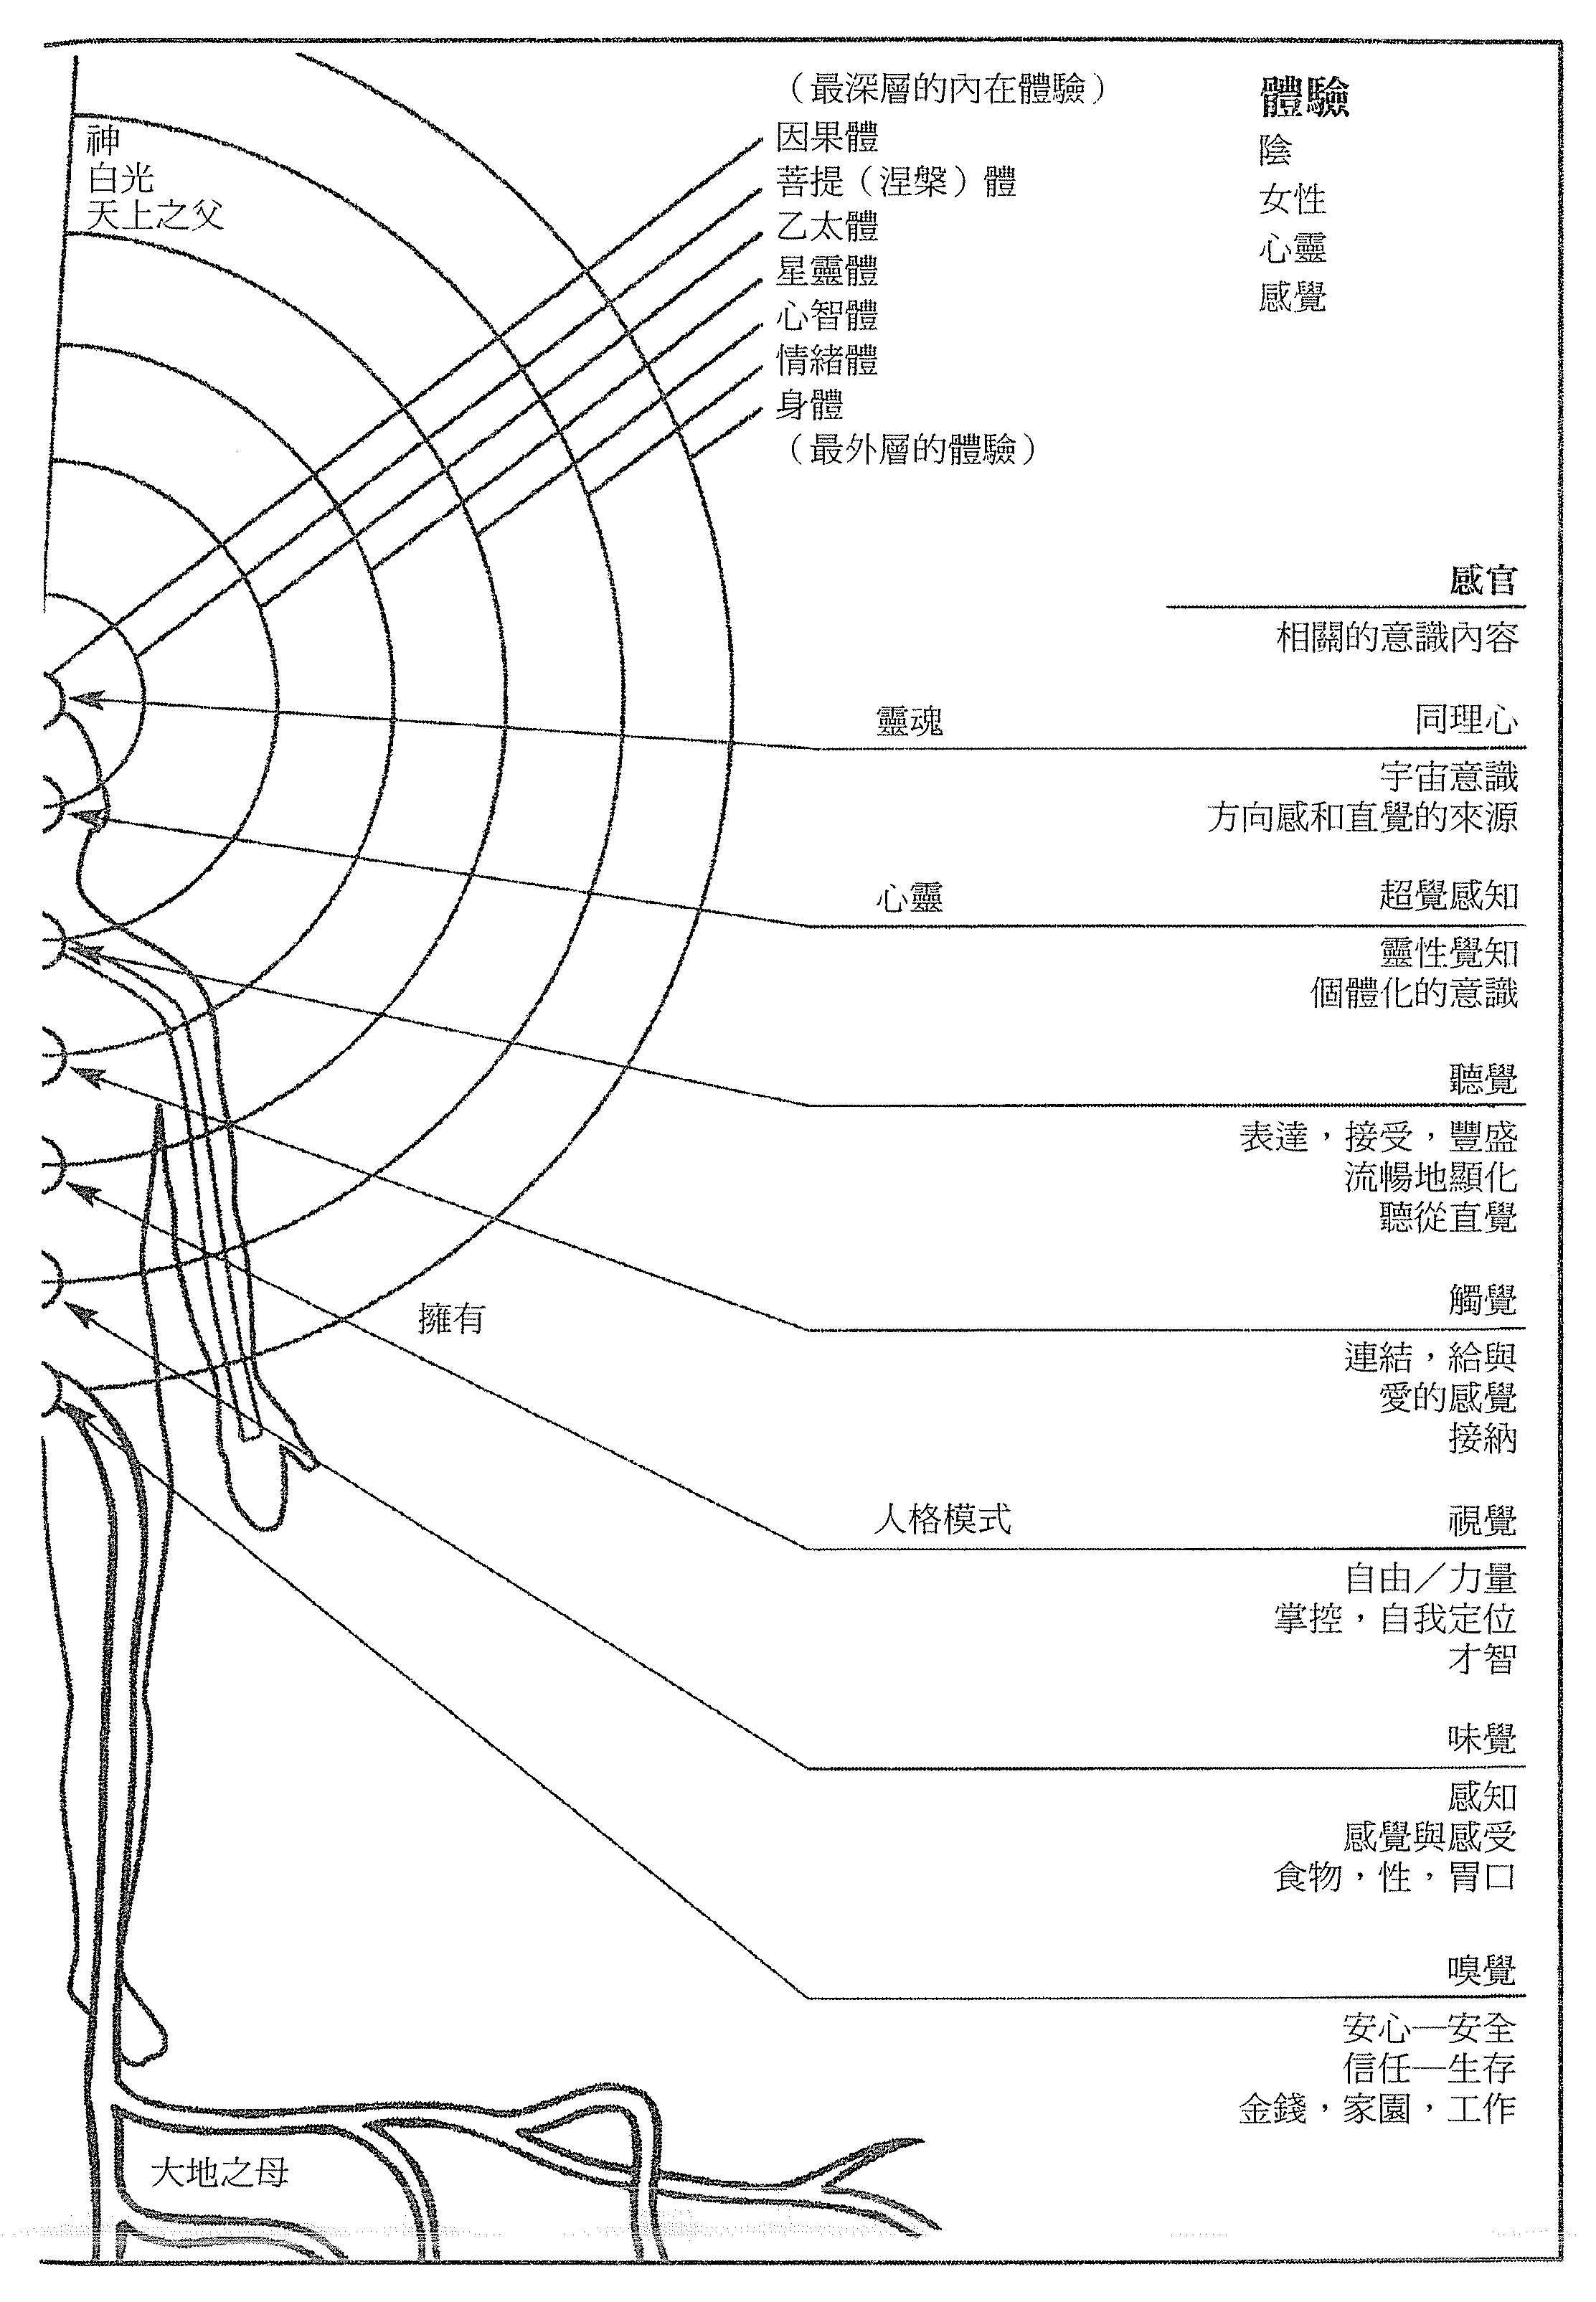 神
白光
天上之父
（最深層的內在體驗）
因果體
菩提（涅槃）體
乙太體
星靈體
心智體
情緒體
身體
（最外層的體驗）
體驗
陰
女性
心靈
感覺
感官
相關的意識內容
靈魂
同理心
宇宙意識
方向感和直覺的來源
心靈
超覺感知
靈性覺知
個體化的意識
聽覺
表達，接受，豐盛
流暢地顯化
聽從直覺
觸覺
連結，給與
愛的感覺
接納
擁有
人格模式
視覺
自由／力量
掌控，自我定位
才智
味覺
感知
感覺與感受
食物，性，胃口
嗅覺
安心—安全
信任—生存
金錢，家園，工作
大地之母